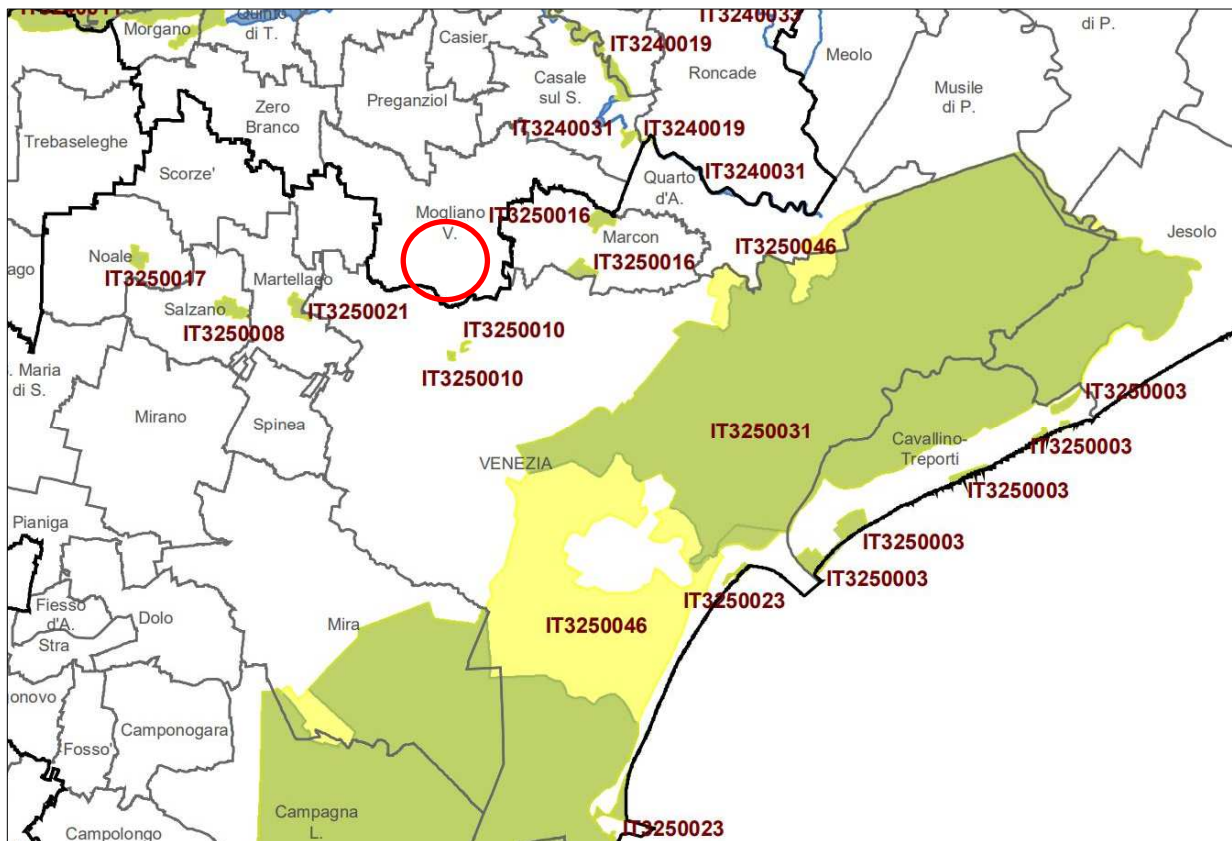 Morgano
Quinto
di T.
Casier
IT3240033
di P.
IT3240019
Roncade
Meolo
Casale
sul S.
Musile
di P.
Preganziol
Zero
Branco
Trebaseleghe
IT3240031
IT3240019
Scorze'
IT3240031
Quarto
d'A.
Mogliano
V.
IT3250016
Marcon
IT3250046
Jesolo
Noale
IT3250017
IT3250016
Martellago
Salzano
IT3250021
IT3250008
IT3250010
IT3250010
. Maria
di S.
Mirano
Spinea
IT3250003
IT3250031
Cavallino-
Treporti
IT3250003
VENEZIA
IT3250003
Pianiga
IT3250003
IT3250003
IT3250023
Fiesso
d'A.
Dolo
Mira
IT3250046
Stra
onovo
Camponogara
Fosso'
Campagna
L.
Campolongo
IT3250023